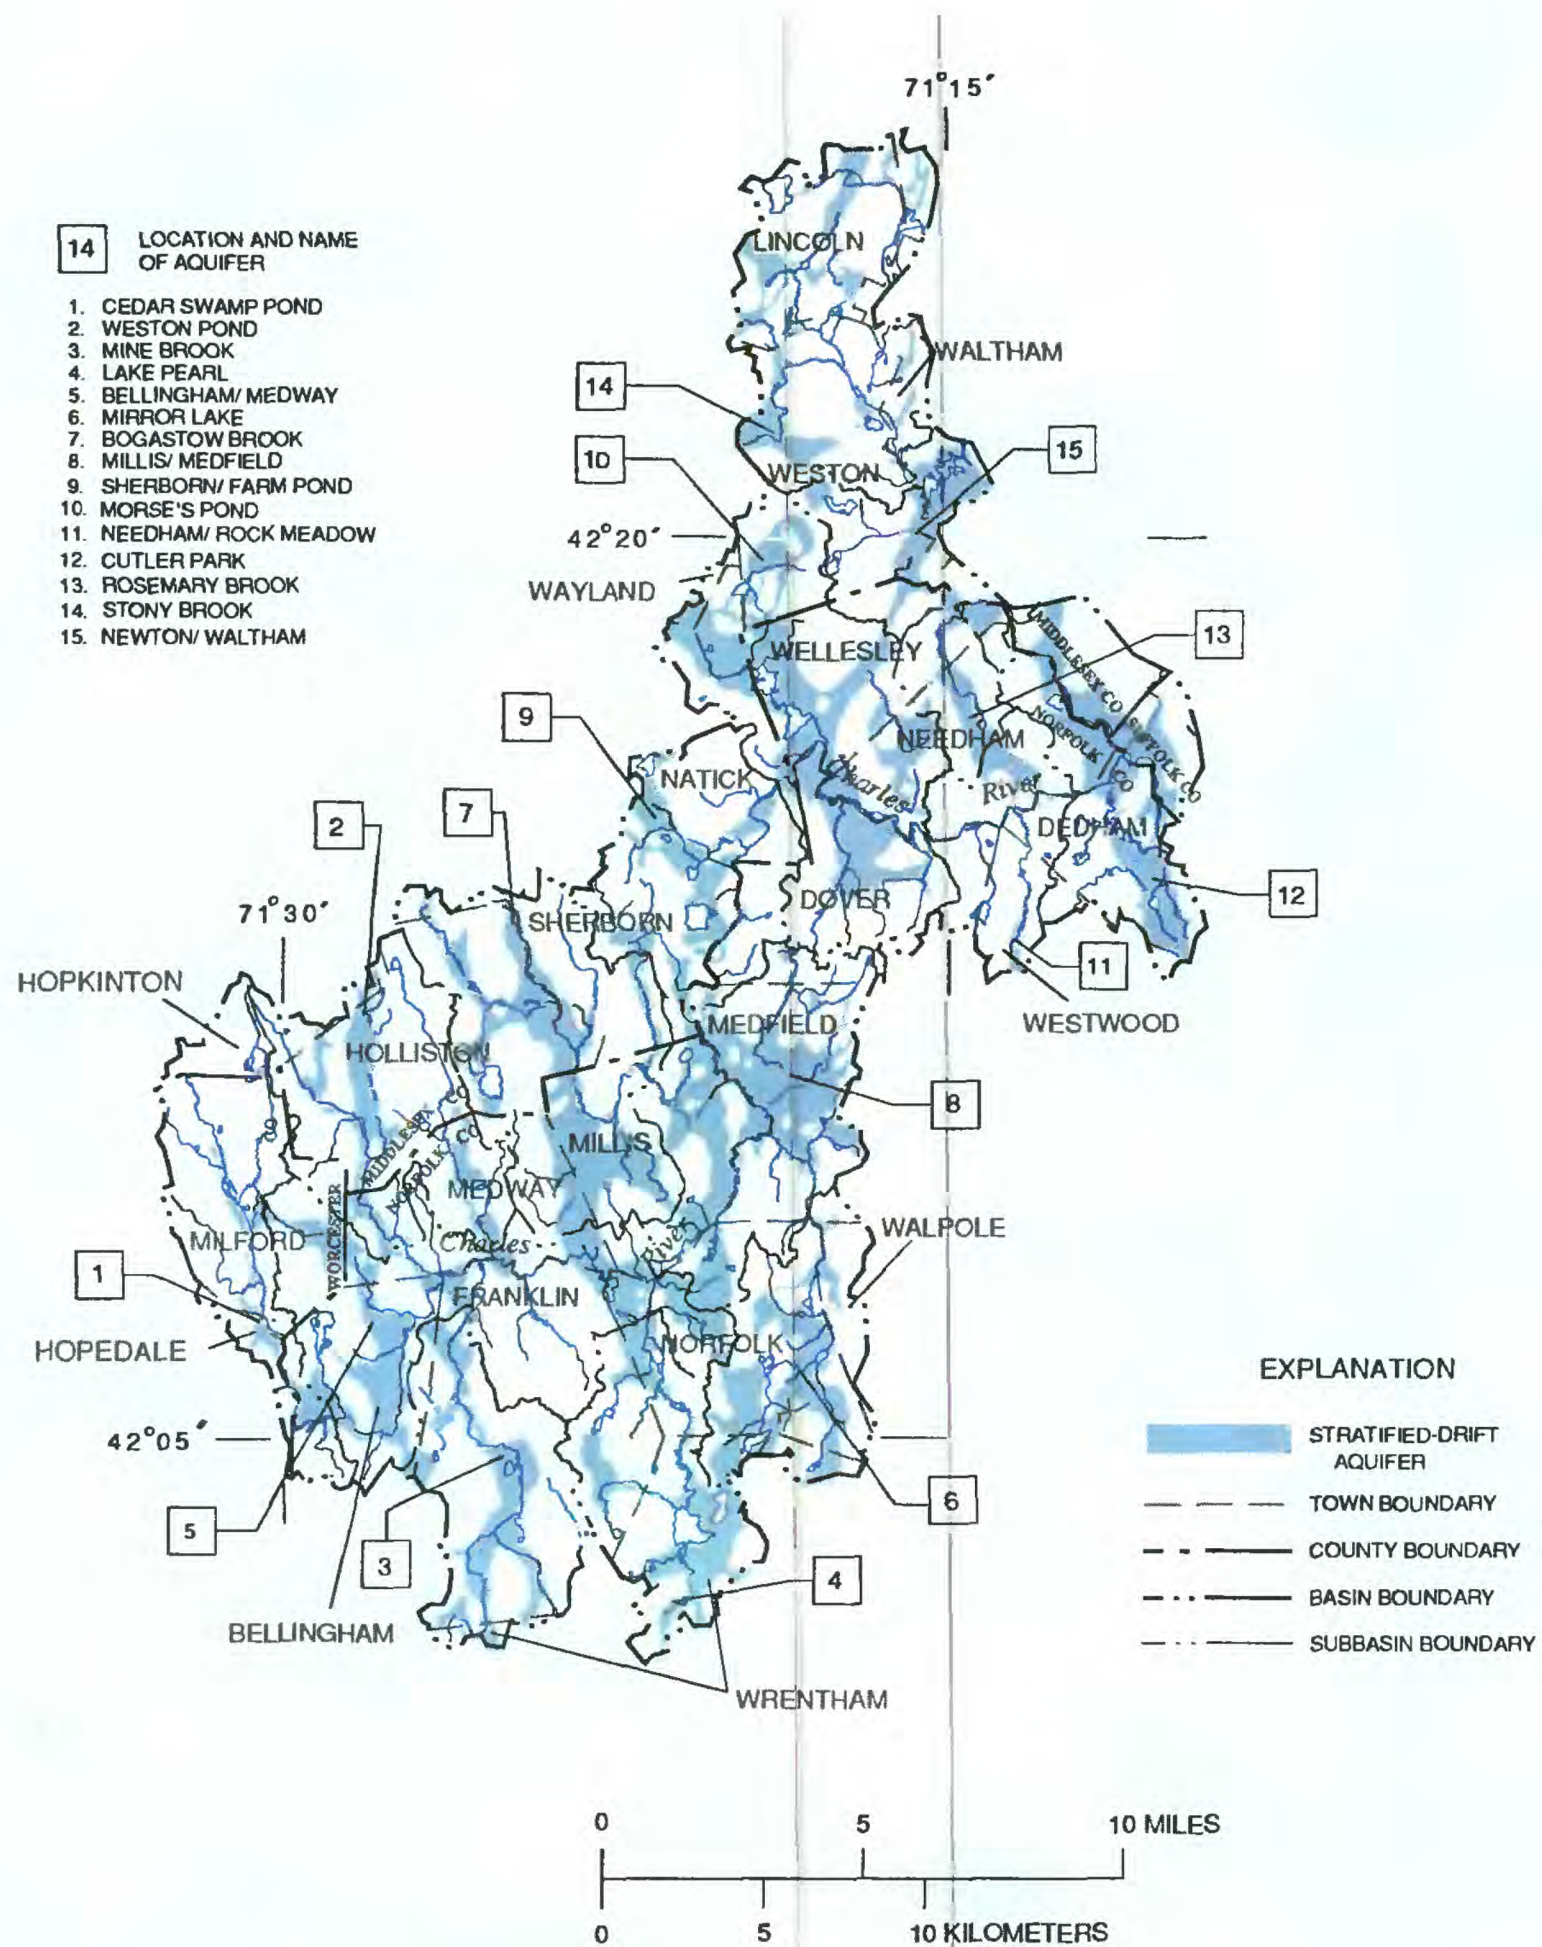 71°15´
14 LOCATION AND NAME
OF AQUIFER
1. CEDAR SWAMP POND
2. WESTON POND
3. MINE BROOK
4. LAKE PEARL
5. BELLINGHAM/ MEDWAY
6. MIRROR LAKE
7. BOGASTOW BROOK
8. MILLIS/ MEDFIELD
9. SHERBORN/ FARM POND
10. MORSE'S POND
11. NEEDHAM/ ROCK MEADOW
12. CUTLER PARK
13. ROSEMARY BROOK
14. STONY BROOK
15. NEWTON/ WALTHAM
LINCOLN
WALTHAM
14
10
15
WESTON
42°20´
WAYLAND
WELLESLEY
MIDDLESEX CO
13
9
NORFOLK CO
SUFFOLK CO
NEEDHAM
NATICK
Charles
River
2
7
DEDHAM
12
DOVER
71°30´
SHERBORN
11
HOPKINTON
MEDFIELD
WESTWOOD
HOLLISTON
8
CO
MIDDLESEX CO
NORFOLK CO
MILLIS
MEDWAY
WORCESTER
MILFORD
Charles
River
WALPOLE
1
FRANKLIN
HOPEDALE
NORFOLK
42°05´
6
5
3
4
BELLINGHAM
WRENTHAM
EXPLANATION
STRATIFIED-DRIFT
AQUIFER
TOWN BOUNDARY
COUNTY BOUNDARY
BASIN BOUNDARY
SUBBASIN BOUNDARY
0 5 10 MILES
0 5 10 KILOMETERS